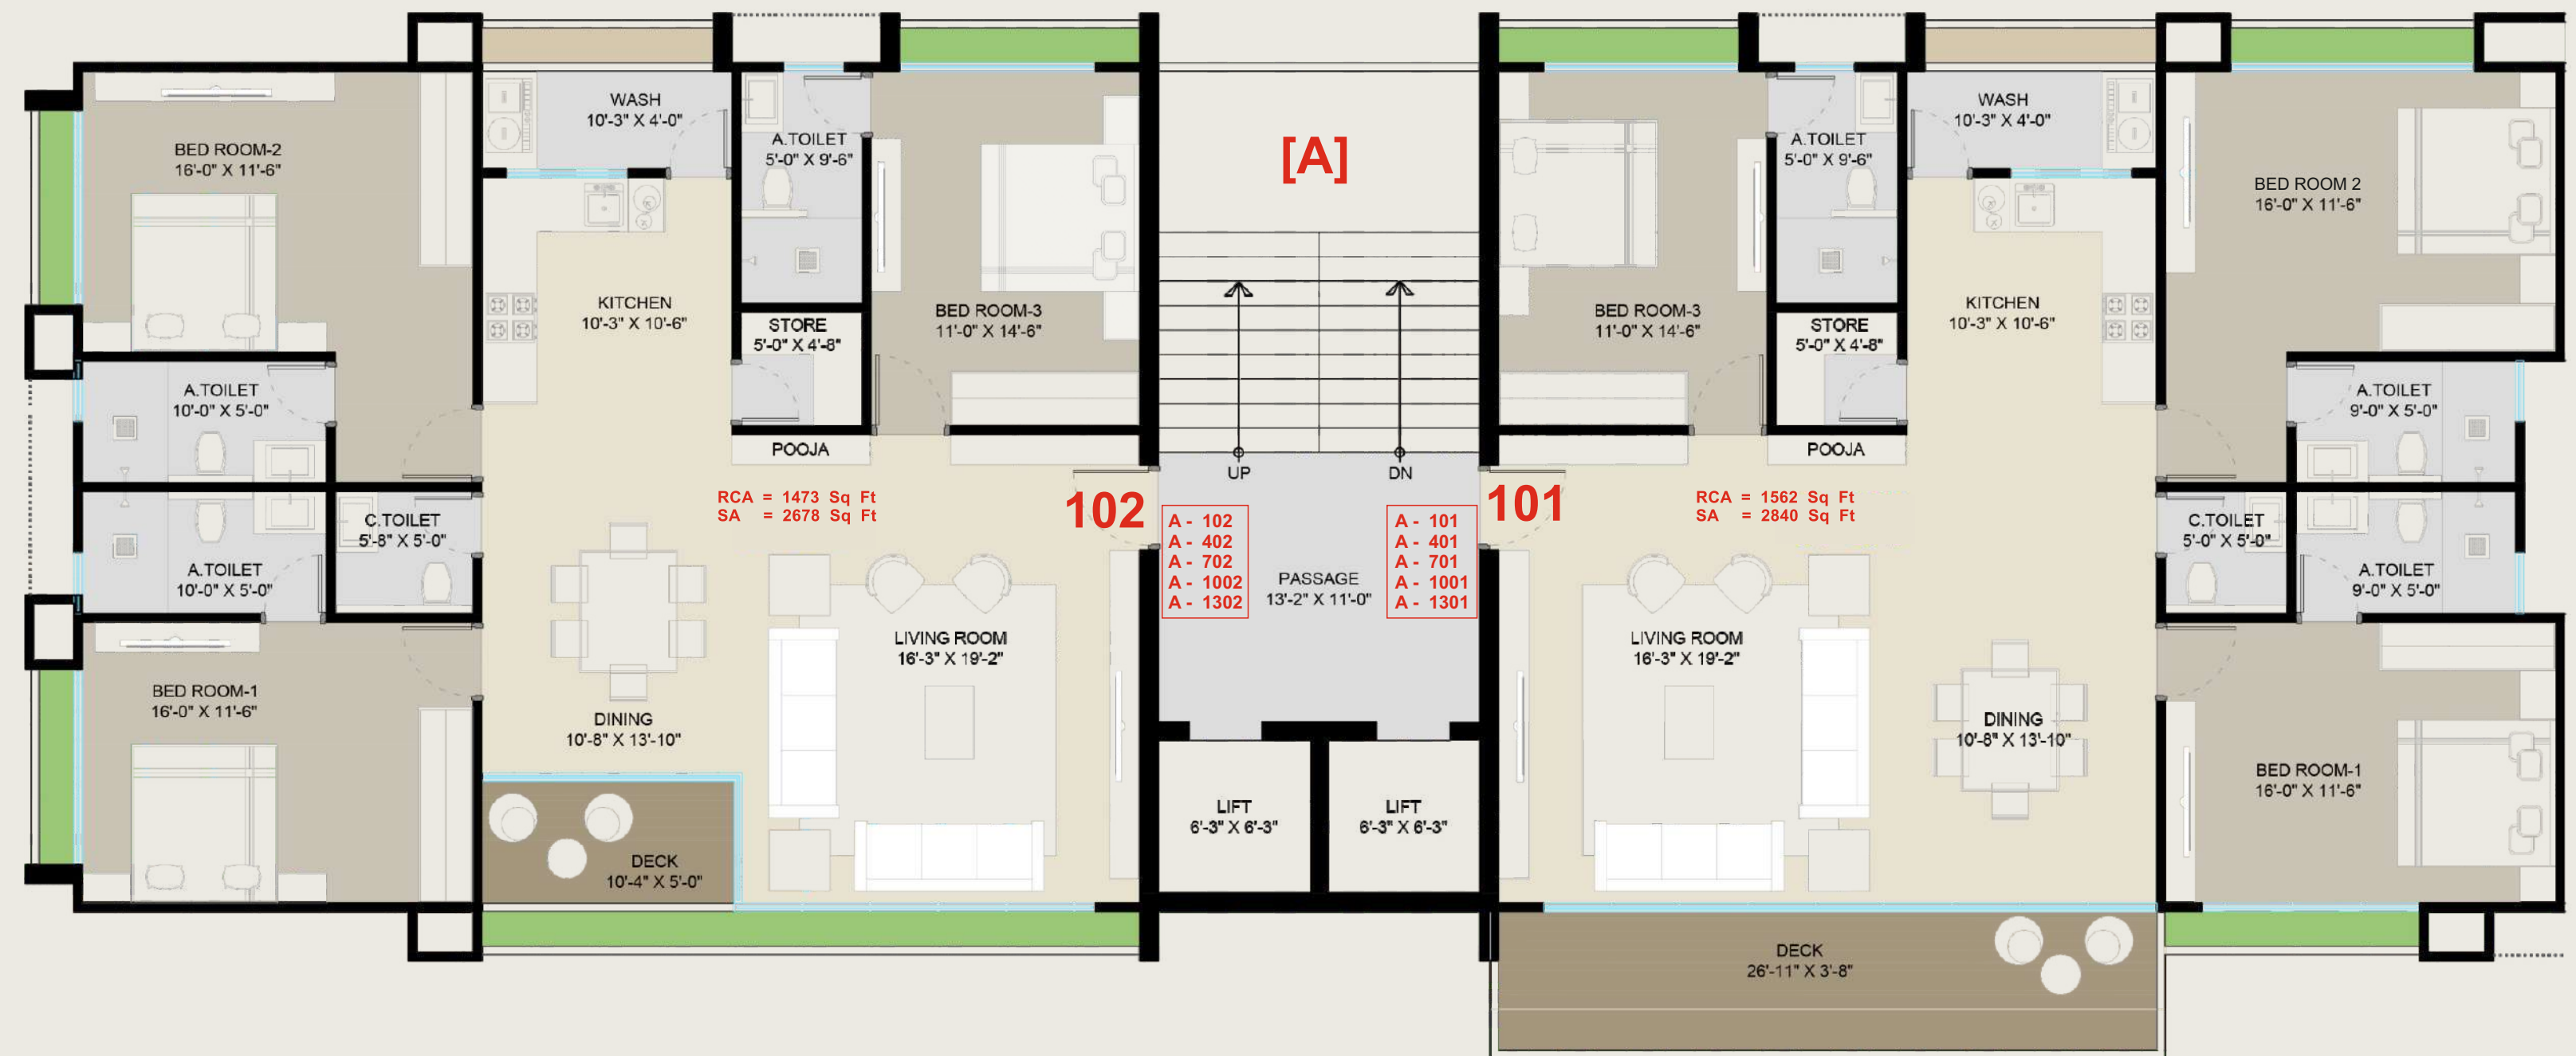 [A]
BED ROOM-2
16'-0" X 11'-6"
WASH
10'-3" X 4'-0"
A.TOILET
5'-0" X 9'-6"
KITCHEN
10'-3" X 10'-6"
STORE
5'-0" X 4'-8"
BED ROOM-3
11'-0" X 14'-6"
A.TOILET
10'-0" X 5'-0"
POOJA
RCA = 1473 Sq Ft
SA = 2678 Sq Ft
102
C.TOILET
5'-8" X 5'-0"
A.TOILET
10'-0" X 5'-0"
BED ROOM-1
16'-0" X 11'-6"
DINING
10'-8" X 13'-10"
LIVING ROOM
16'-3" X 19'-2"
DECK
10'-4" X 5'-0"
UP
DN
A - 102
A - 402
A - 702
A - 1002
A - 1302
A - 101
A - 401
A - 701
A - 1001
A - 1301
PASSAGE
13'-2" X 11'-0"
LIFT
6'-3" X 6'-3"
LIFT
6'-3" X 6'-3"
A.TOILET
5'-0" X 9'-6"
WASH
10'-3" X 4'-0"
BED ROOM 2
16'-0" X 11'-6"
BED ROOM-3
11'-0" X 14'-6"
STORE
5'-0" X 4'-8"
KITCHEN
10'-3" X 10'-6"
A.TOILET
9'-0" X 5'-0"
POOJA
101
RCA = 1562 Sq Ft
SA = 2840 Sq Ft
C.TOILET
5'-0" X 5'-0"
A.TOILET
9'-0" X 5'-0"
LIVING ROOM
16'-3" X 19'-2"
DINING
10'-8" X 13'-10"
BED ROOM-1
16'-0" X 11'-6"
DECK
26'-11" X 3'-8"